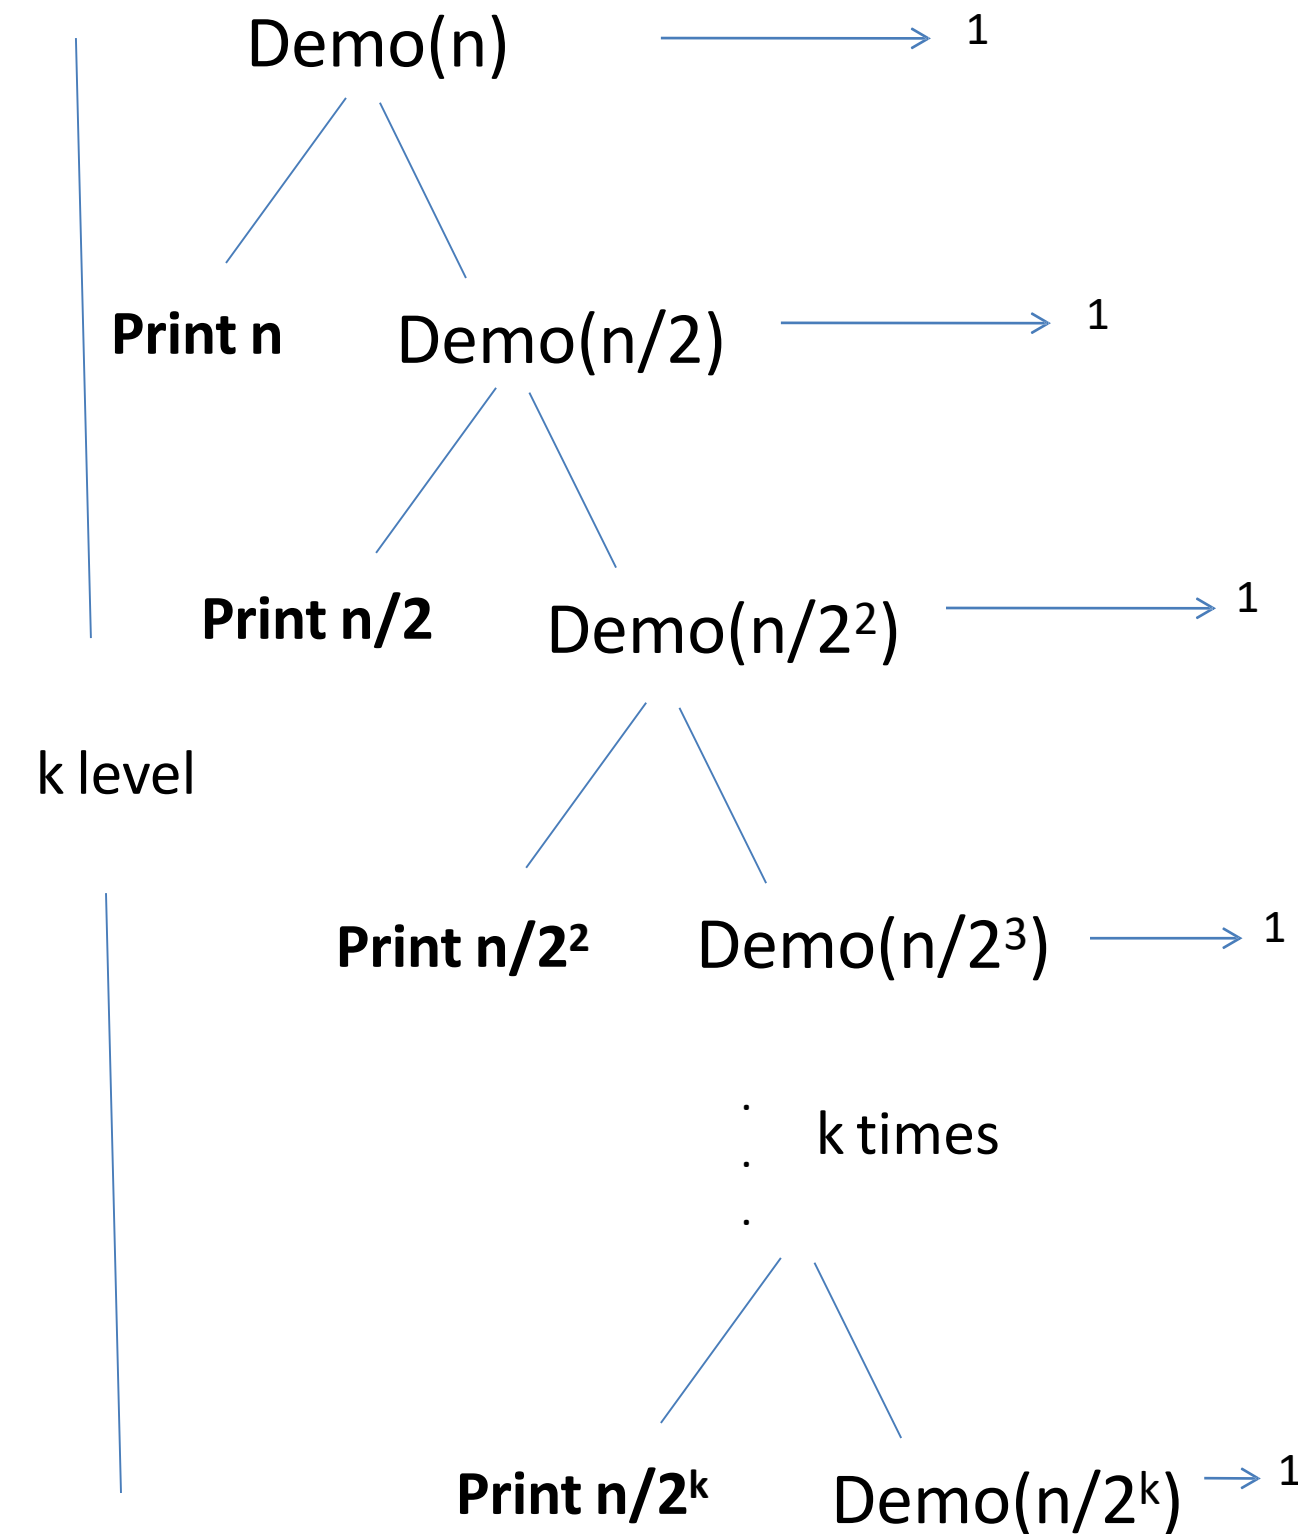 Demo(n) 1
Print n Demo(n/2) 1
Print n/2 Demo(n/2²) 1
k level
Print n/2² Demo(n/2³) 1
. k times
.
.
Print n/2ᵏ Demo(n/2ᵏ) 1